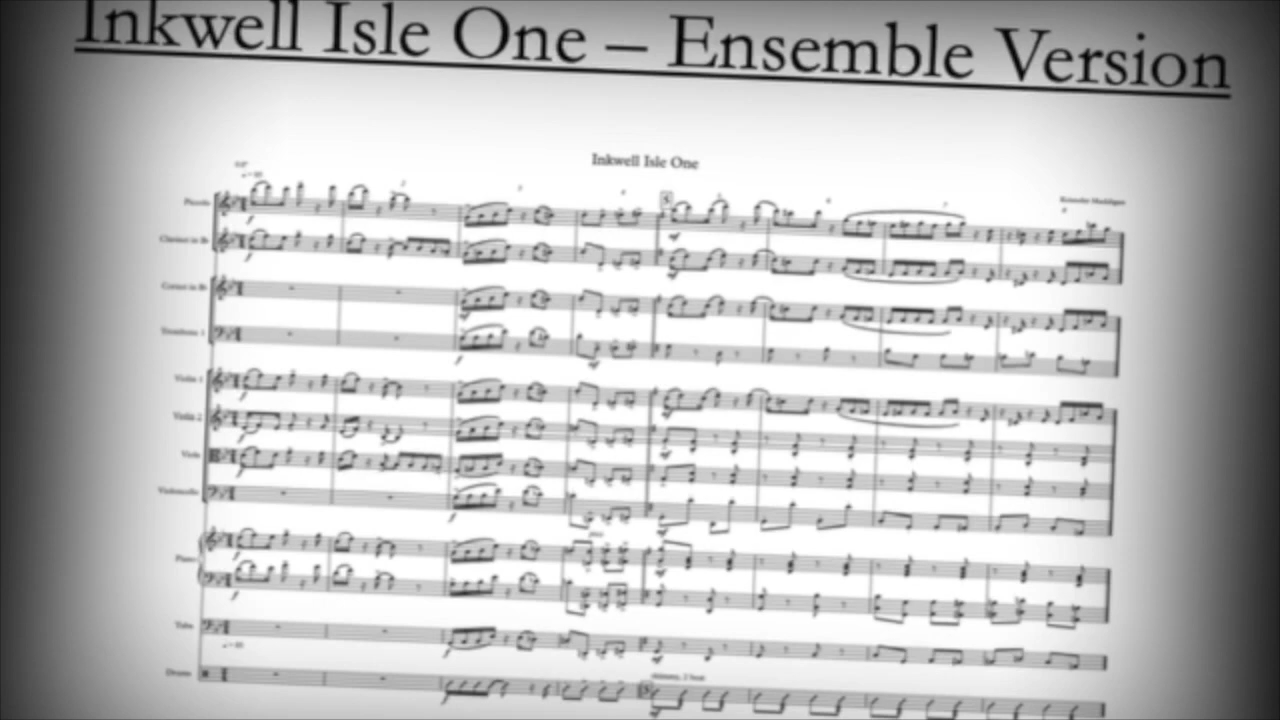 Inkwell Isle One – Ensemble Version
Inkwell Isle One
5
Piccolo
Clarinet in B♭
Cornet in B♭
Trombone 1
Violin 1
Violin 2
Viola
Violoncello
Piano
Tuba
Drums